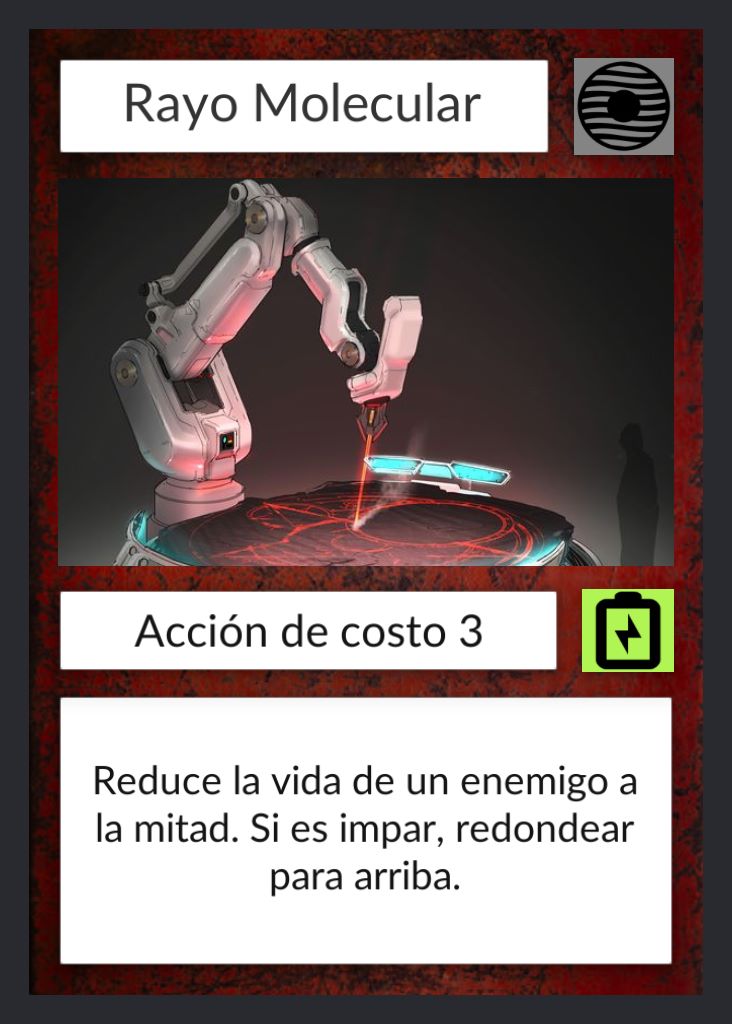 Rayo Molecular
Acción de costo 3
Reduce la vida de un enemigo a
la mitad. Si es impar, redondear
para arriba.